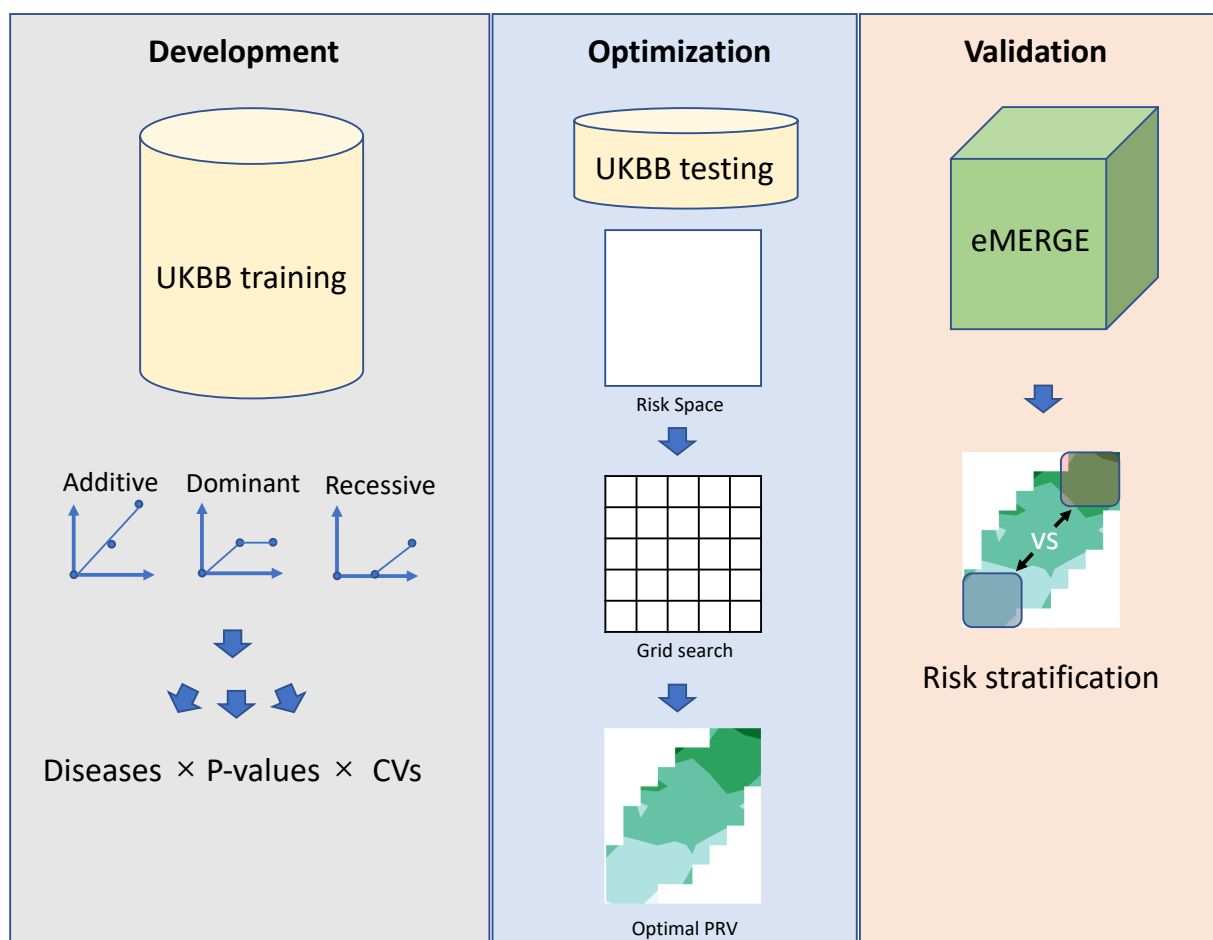 Development
UKBB training
Additive Dominant Recessive
Diseases × P-values × CVs
Optimization
UKBB testing
Risk Space
Grid search
Optimal PRV
Validation
eMERGE
vs
Risk stratification